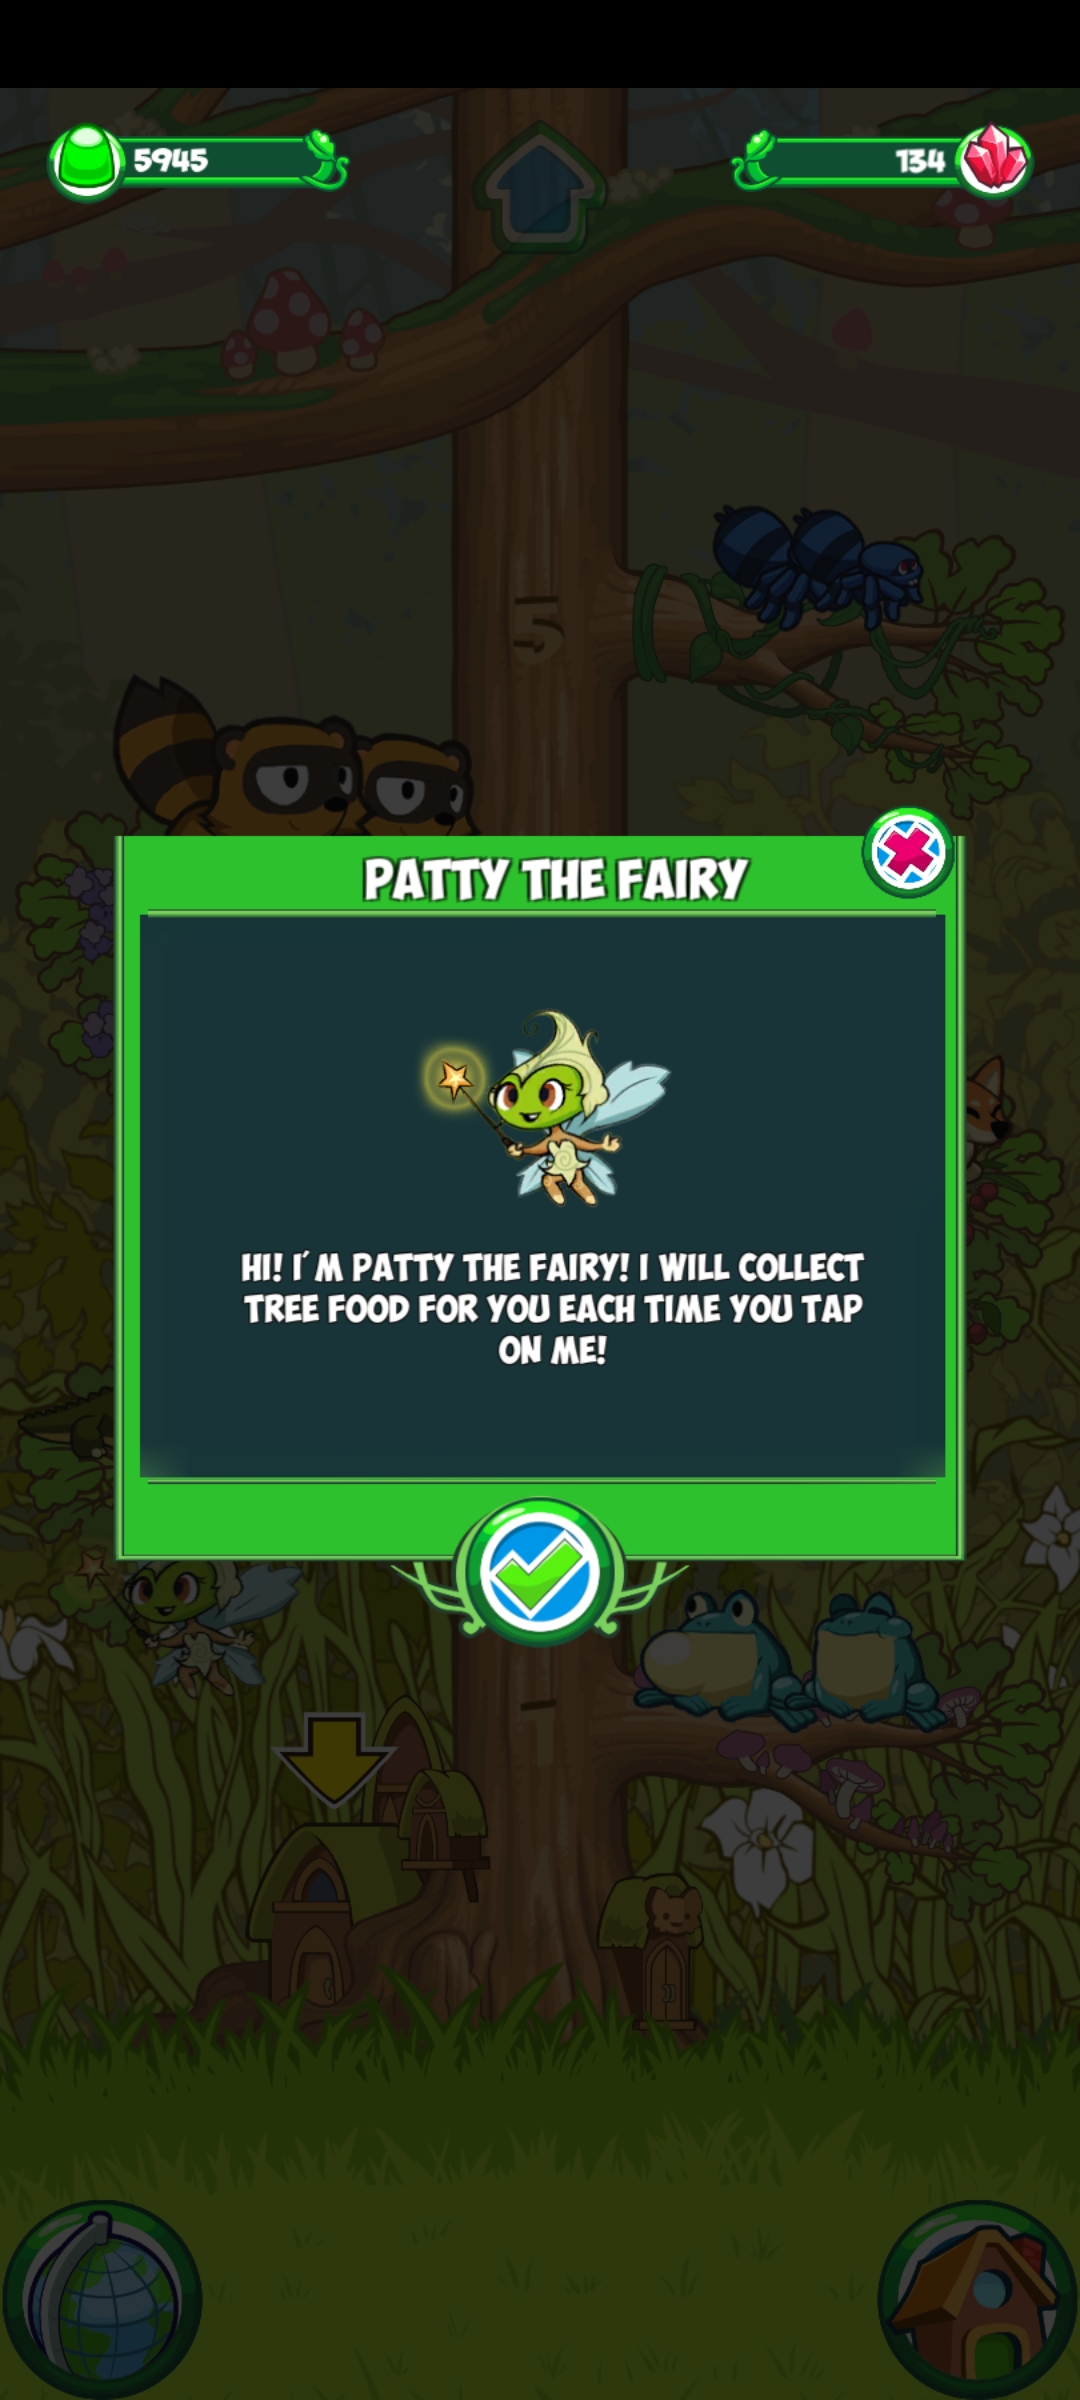 5945
134
5
PATTY THE FAIRY
HI! I´M PATTY THE FAIRY! I WILL COLLECT
TREE FOOD FOR YOU EACH TIME YOU TAP
ON ME!
1